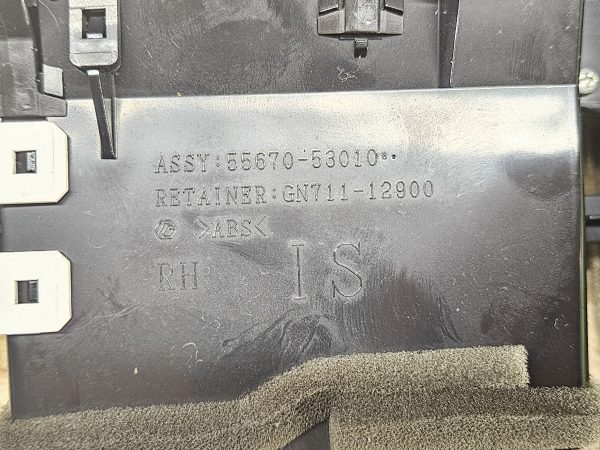 ASSY:55670-53010
RETAINER:GN711-12900
>ABS<
RH IS